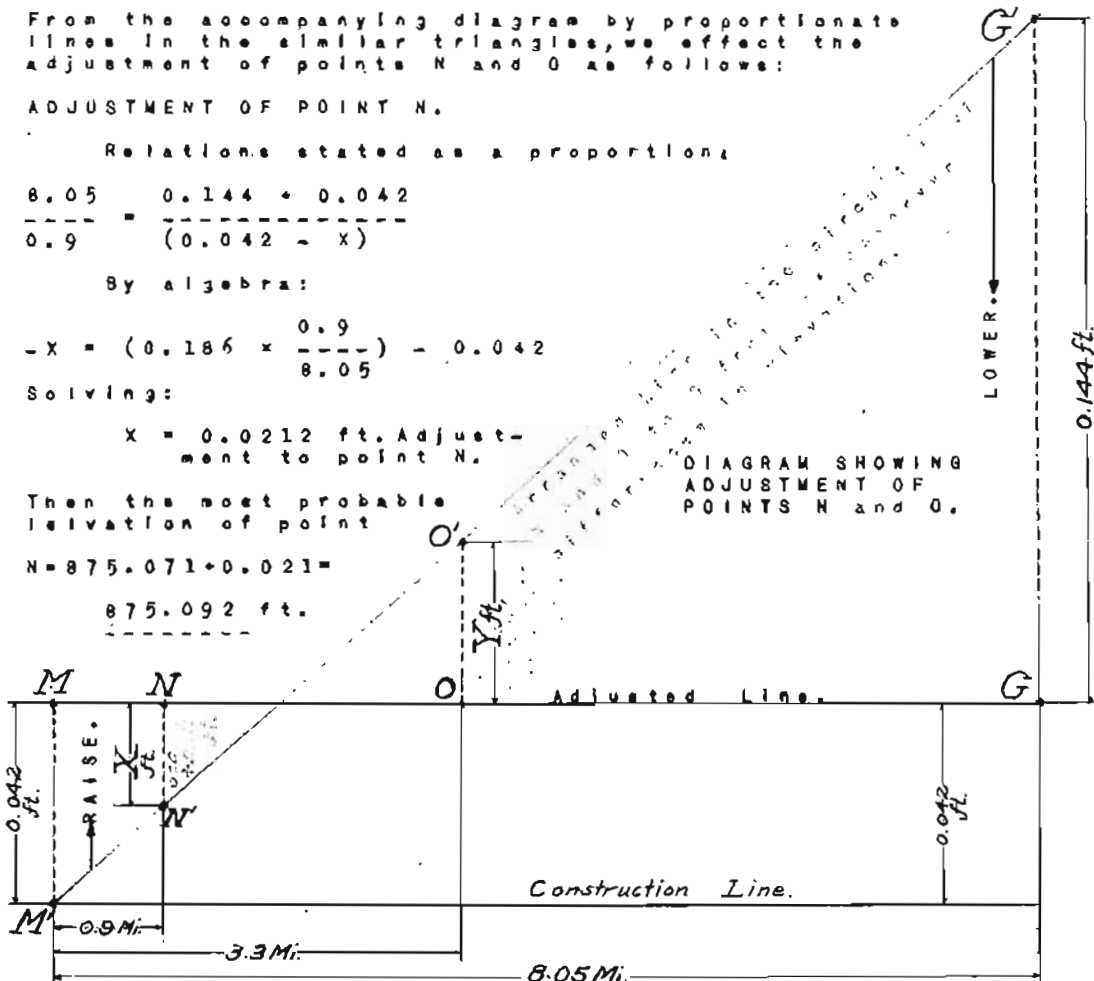 From the accompanying diagram by proportionate
lines in the similar triangles, we effect the
adjustment of points N and O as follows:
ADJUSTMENT OF POINT N.
Relations stated as a proportion:
8.05 = 0.144 + 0.042
0.9 (0.042 - X)
By algebra:
-X = (0.186 x 0.9/8.05) - 0.042
Solving:
X = 0.0212 ft. Adjust-
ment to point N.
Then the most probable
lelvation of point
N=875.071+0.021=
875.092 ft.
DIAGRAM SHOWING
ADJUSTMENT OF
POINTS N and O.
G'
LOWER.
0.144 ft.
O'
Y ft.
M
N
O
Adjusted Line.
G
0.042 ft.
RAISE.
X ft.
N'
0.042 ft.
Construction Line.
M'
0.9 Mi.
3.3 Mi.
8.05 Mi.